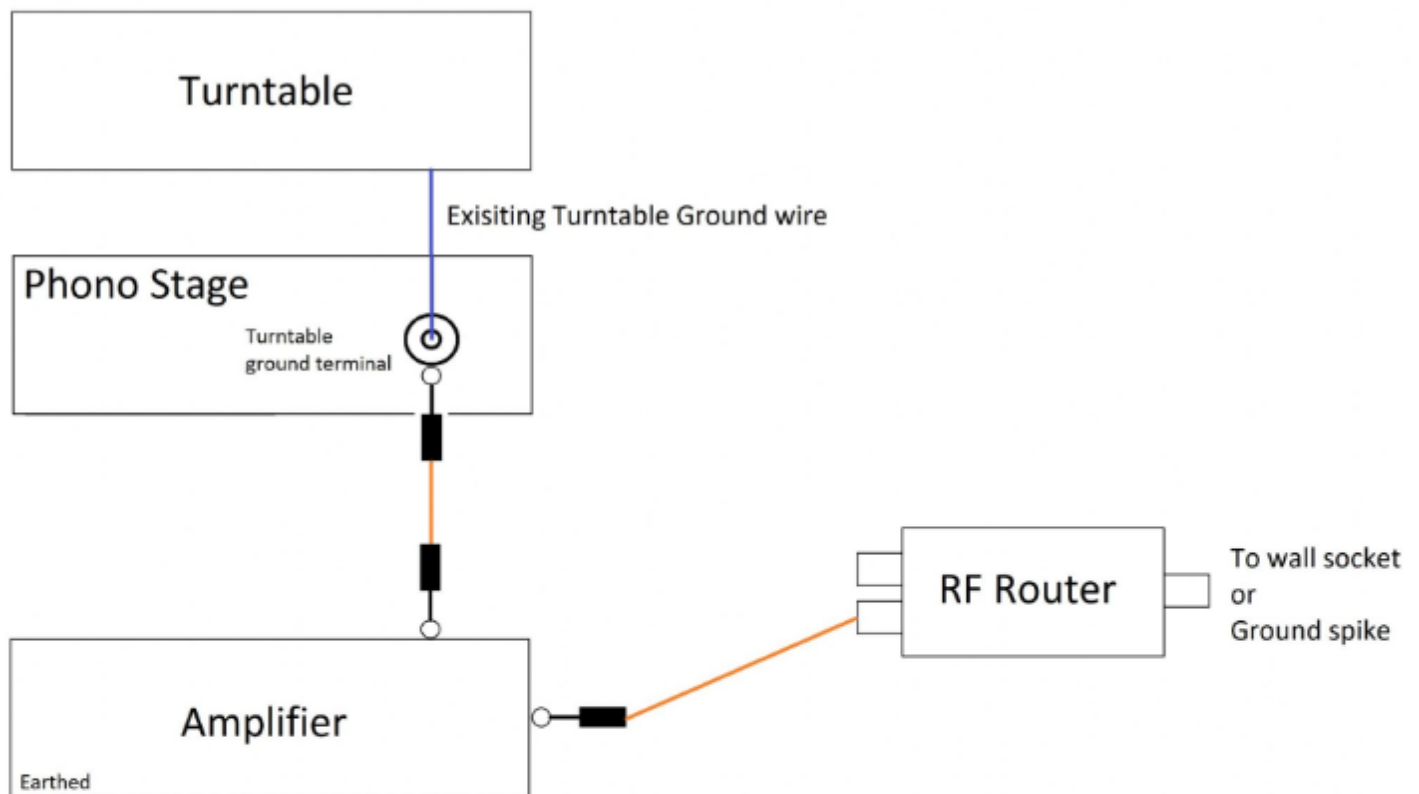 Turntable
Exisiting Turntable Ground wire
Phono Stage
Turntable
ground terminal
To wall socket
or
Ground spike
RF Router
Amplifier
Earthed